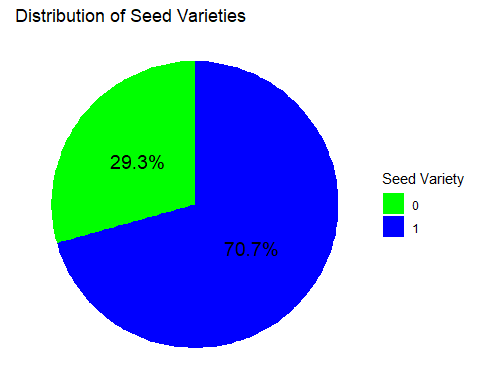 Distribution of Seed Varieties
29.3%
70.7%
Seed Variety
0
1